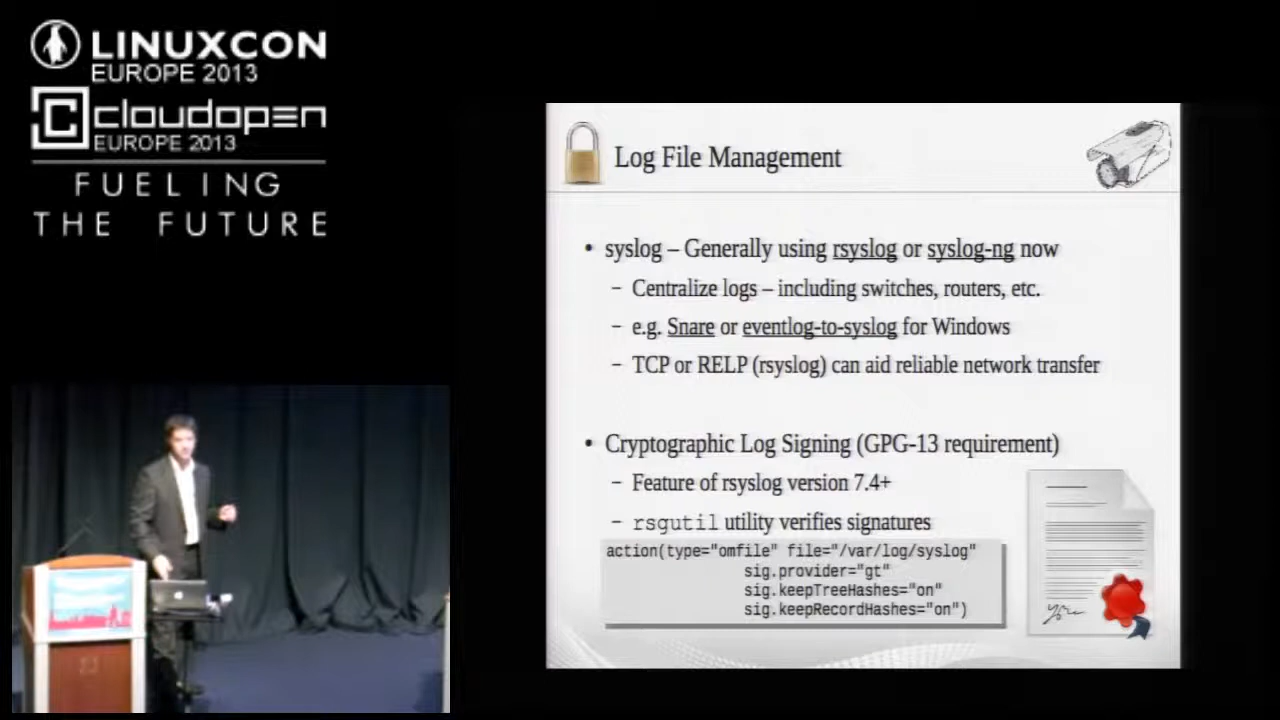 LINUXCON
EUROPE 2013
cloudopen
EUROPE 2013
FUELING
THE FUTURE
Log File Management
• syslog – Generally using rsyslog or syslog-ng now
– Centralize logs – including switches, routers, etc.
– e.g. Snare or eventlog-to-syslog for Windows
– TCP or RELP (rsyslog) can aid reliable network transfer
• Cryptographic Log Signing (GPG-13 requirement)
– Feature of rsyslog version 7.4+
– rsgutil utility verifies signatures
action(type="omfile" file="/var/log/syslog"
sig.provider="gt"
sig.keepTreeHashes="on"
sig.keepRecordHashes="on")